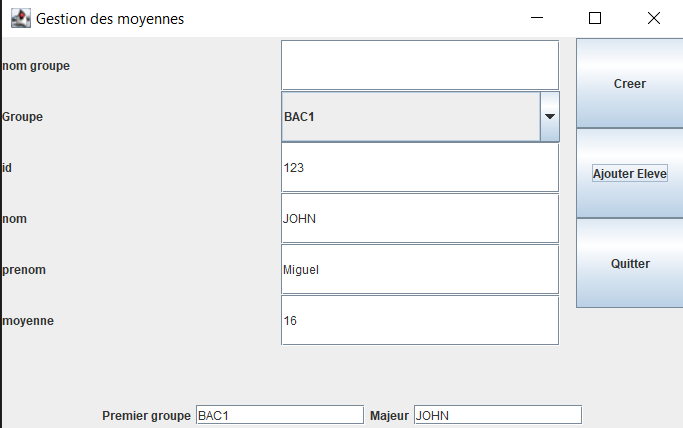 Gestion des moyennes
nom groupe
Creer
Groupe BAC1
id 123
Ajouter Eleve
nom JOHN
prenom Miguel
Quitter
moyenne 16
Premier groupe BAC1 Majeur JOHN